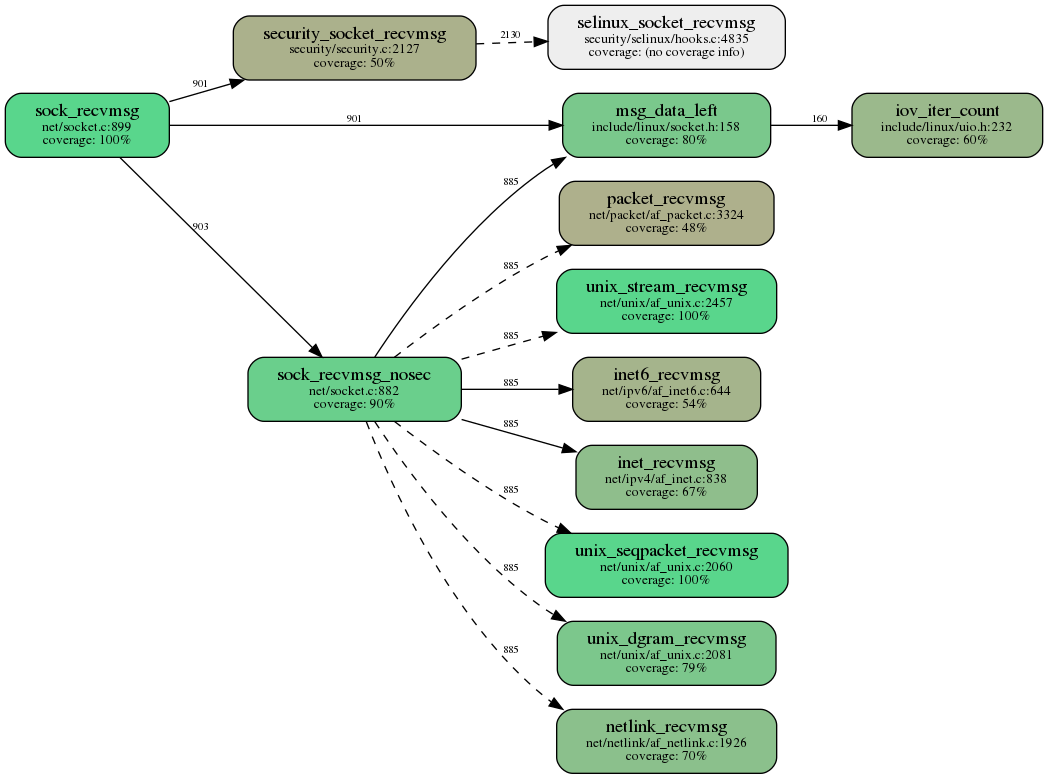 security_socket_recvmsg
security/security.c:2127
coverage: 50%
2130
selinux_socket_recvmsg
security/selinux/hooks.c:4835
coverage: (no coverage info)
901
sock_recvmsg
net/socket.c:899
coverage: 100%
901
msg_data_left
include/linux/socket.h:158
coverage: 80%
160
iov_iter_count
include/linux/uio.h:232
coverage: 60%
903
885
packet_recvmsg
net/packet/af_packet.c:3324
coverage: 48%
885
unix_stream_recvmsg
net/unix/af_unix.c:2457
coverage: 100%
885
sock_recvmsg_nosec
net/socket.c:882
coverage: 90%
885
inet6_recvmsg
net/ipv6/af_inet6.c:644
coverage: 54%
885
inet_recvmsg
net/ipv4/af_inet.c:838
coverage: 67%
885
unix_seqpacket_recvmsg
net/unix/af_unix.c:2060
coverage: 100%
885
unix_dgram_recvmsg
net/unix/af_unix.c:2081
coverage: 79%
885
netlink_recvmsg
net/netlink/af_netlink.c:1926
coverage: 70%